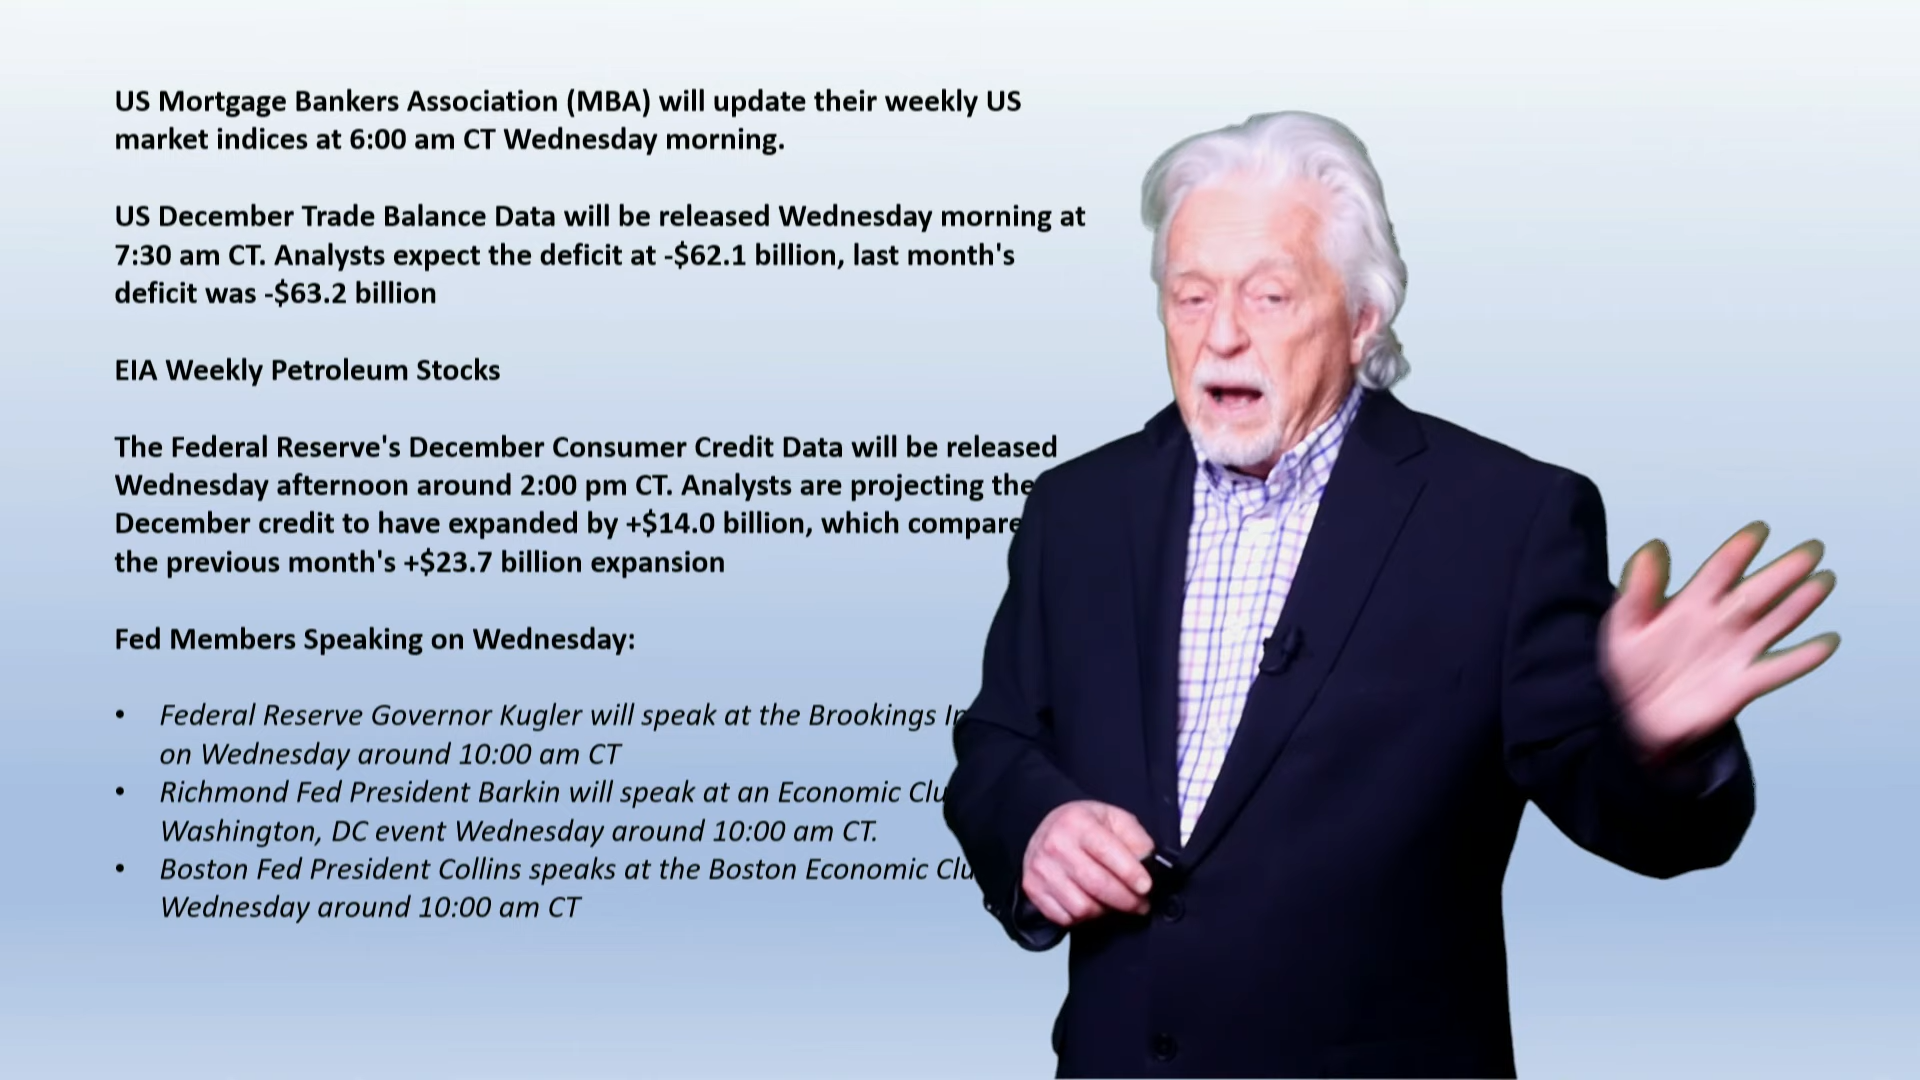 US Mortgage Bankers Association (MBA) will update their weekly US
market indices at 6:00 am CT Wednesday morning.
US December Trade Balance Data will be released Wednesday morning at
7:30 am CT. Analysts expect the deficit at -$62.1 billion, last month's
deficit was -$63.2 billion
EIA Weekly Petroleum Stocks
The Federal Reserve's December Consumer Credit Data will be released
Wednesday afternoon around 2:00 pm CT. Analysts are projecting the
December credit to have expanded by +$14.0 billion, which
the previous month's +$23.7 billion expansion
Fed Members Speaking on Wednesday:
• Federal Reserve Governor Kugler will speak at the Brookings
on Wednesday around 10:00 am CT
• Richmond Fed President Barkin will speak at an Economic
Washington, DC event Wednesday around 10:00 am CT.
• Boston Fed President Collins speaks at the Boston Economic
Wednesday around 10:00 am CT